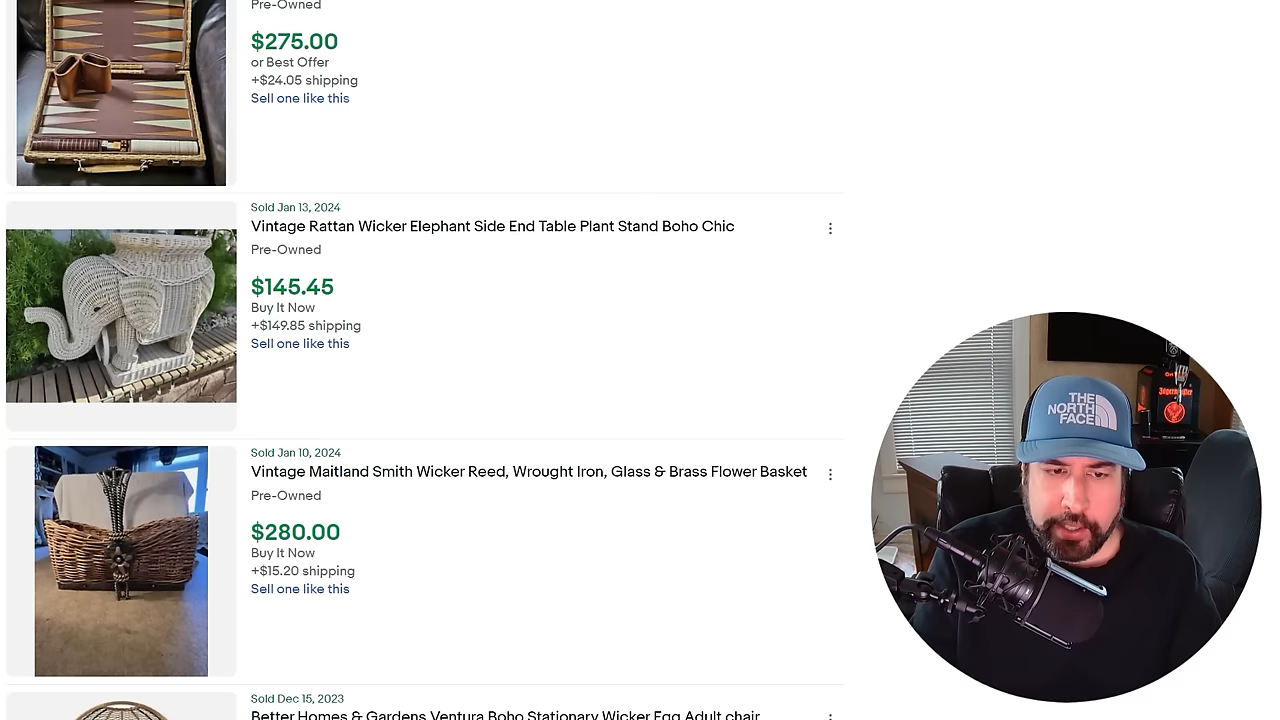 Pre-Owned
$275.00
or Best Offer
+$24.05 shipping
Sell one like this
Sold Jan 13, 2024
Vintage Rattan Wicker Elephant Side End Table Plant Stand Boho Chic
Pre-Owned
$145.45
Buy It Now
+$149.85 shipping
Sell one like this
Sold Jan 10, 2024
Vintage Maitland Smith Wicker Reed, Wrought Iron, Glass & Brass Flower Basket
Pre-Owned
$280.00
Buy It Now
+$15.20 shipping
Sell one like this
Sold Dec 15, 2023
Better Homes & Gardens Ventura Boho Stationary Wicker Egg Adult chair
THE
NORTH
FACE